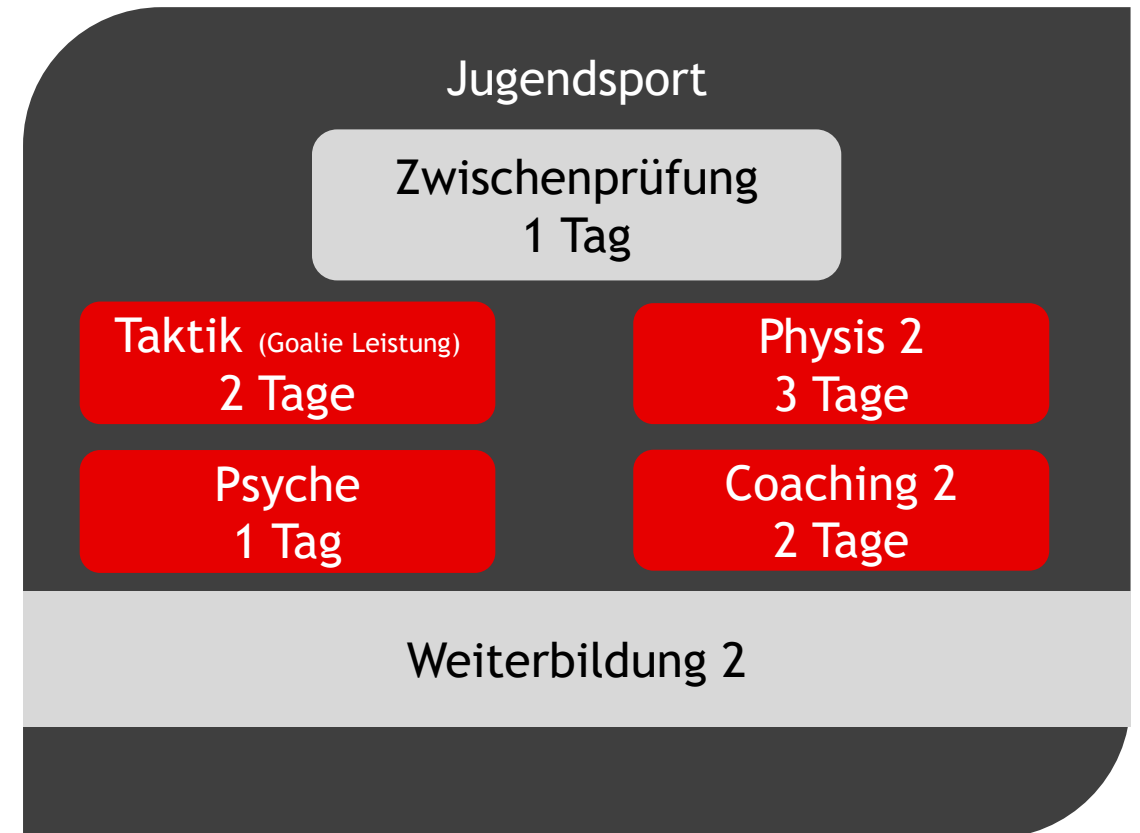 Jugendsport
Zwischenprüfung
1 Tag
Taktik (Goalie Leistung)
2 Tage
Physis 2
3 Tage
Psyche
1 Tag
Coaching 2
2 Tage
Weiterbildung 2